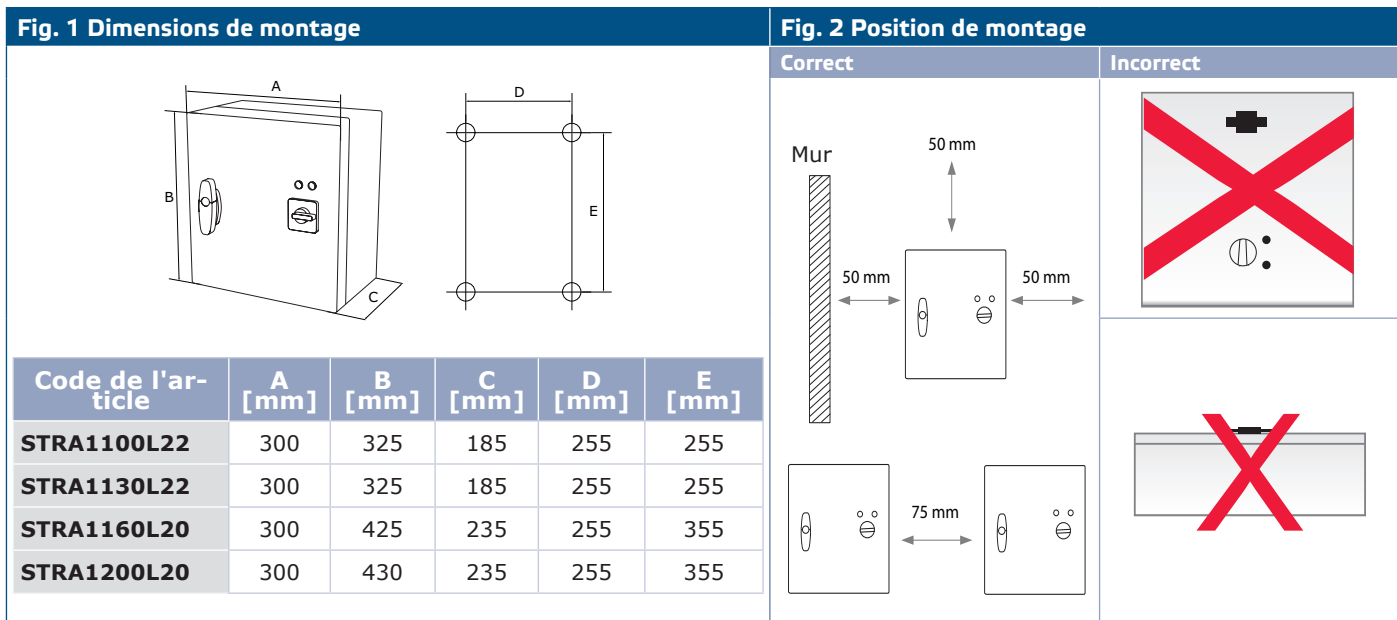 Fig. 1 Dimensions de montage
A
B
C
D
E
Code de l'ar-
ticle
A
[mm]
B
[mm]
C
[mm]
D
[mm]
E
[mm]
STRA1100L22 300 325 185 255 255
STRA1130L22 300 325 185 255 255
STRA1160L20 300 425 235 255 355
STRA1200L20 300 430 235 255 355
Fig. 2 Position de montage
Correct
Mur
50 mm
50 mm
50 mm
75 mm
Incorrect